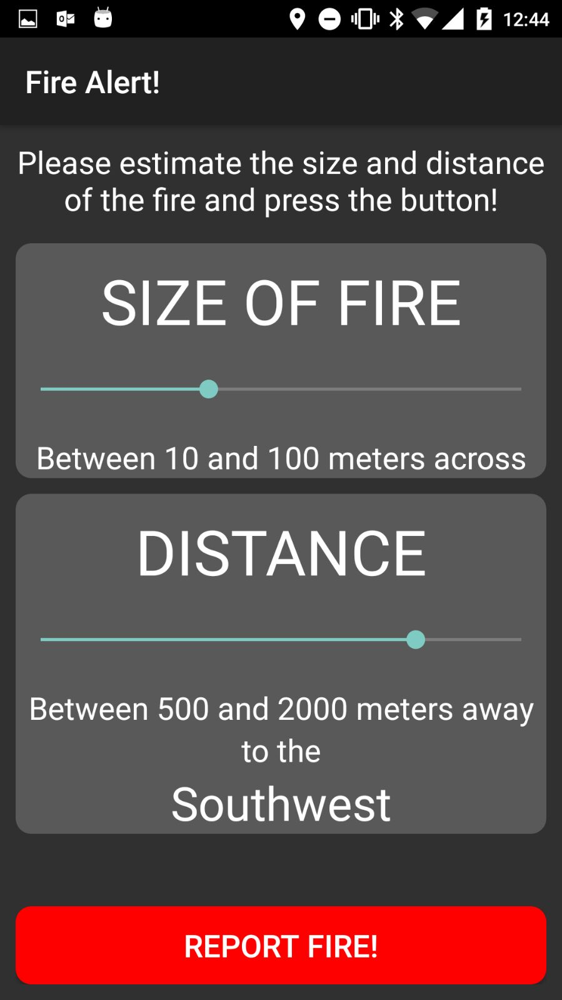 12:44
Fire Alert!
Please estimate the size and distance
of the fire and press the button!
SIZE OF FIRE
Between 10 and 100 meters across
DISTANCE
Between 500 and 2000 meters away
to the
Southwest
REPORT FIRE!